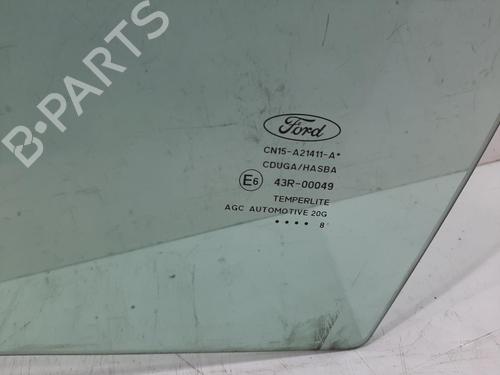 B-PARTS
Ford
CN15-A21411-A*
CDUGA/HASBA
E6 43R-00049
TEMPERLITE
AGC AUTOMOTIVE 20G
•••• 8'